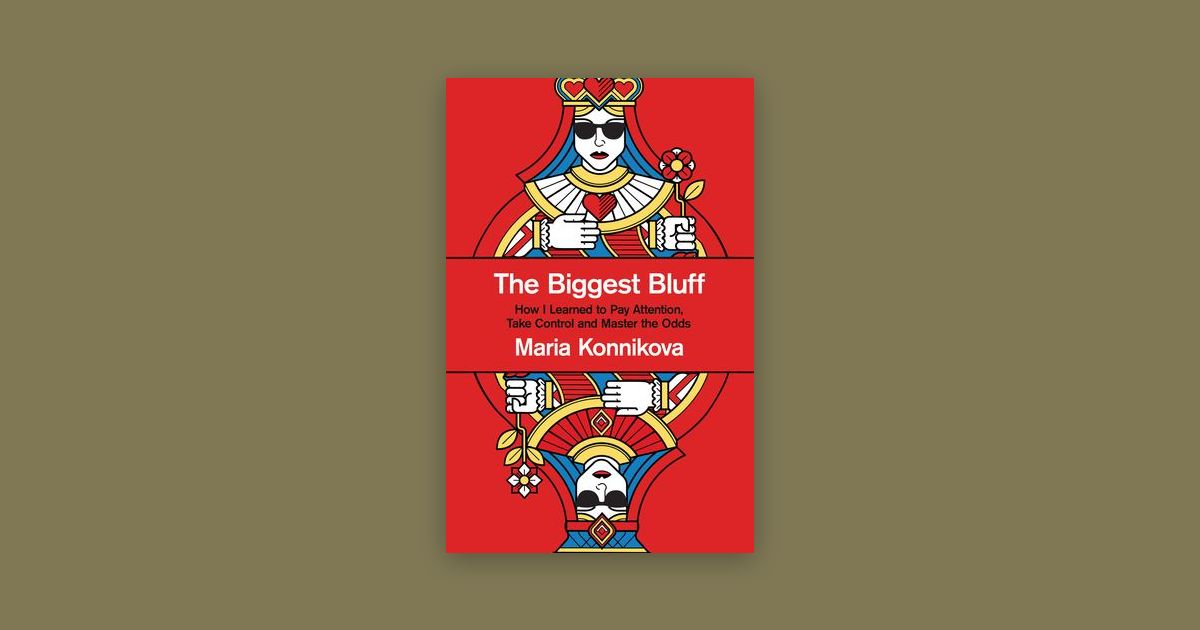 The Biggest Bluff
How I Learned to Pay Attention,
Take Control and Master the Odds
Maria Konnikova